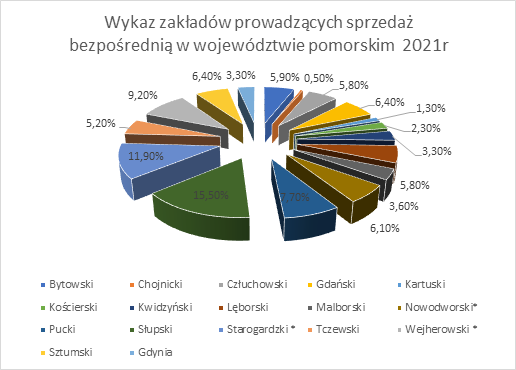 Wykaz zakładów prowadzących sprzedaż
bezpośrednią w województwie pomorskim 2021r
6,40% 3,30% 5,90% 0,50%
9,20% 5,80%
6,40%
5,20% 1,30%
2,30%
11,90% 3,30%
15,50% 7,70% 5,80%
3,60%
6,10%
Bytowski Chojnicki Człuchowski Gdański Kartuski
Kościerski Kwidzyński Lęborski Malborski Nowodworski*
Pucki Słupski Starogardzki * Tczewski Wejherowski *
Sztumski Gdynia